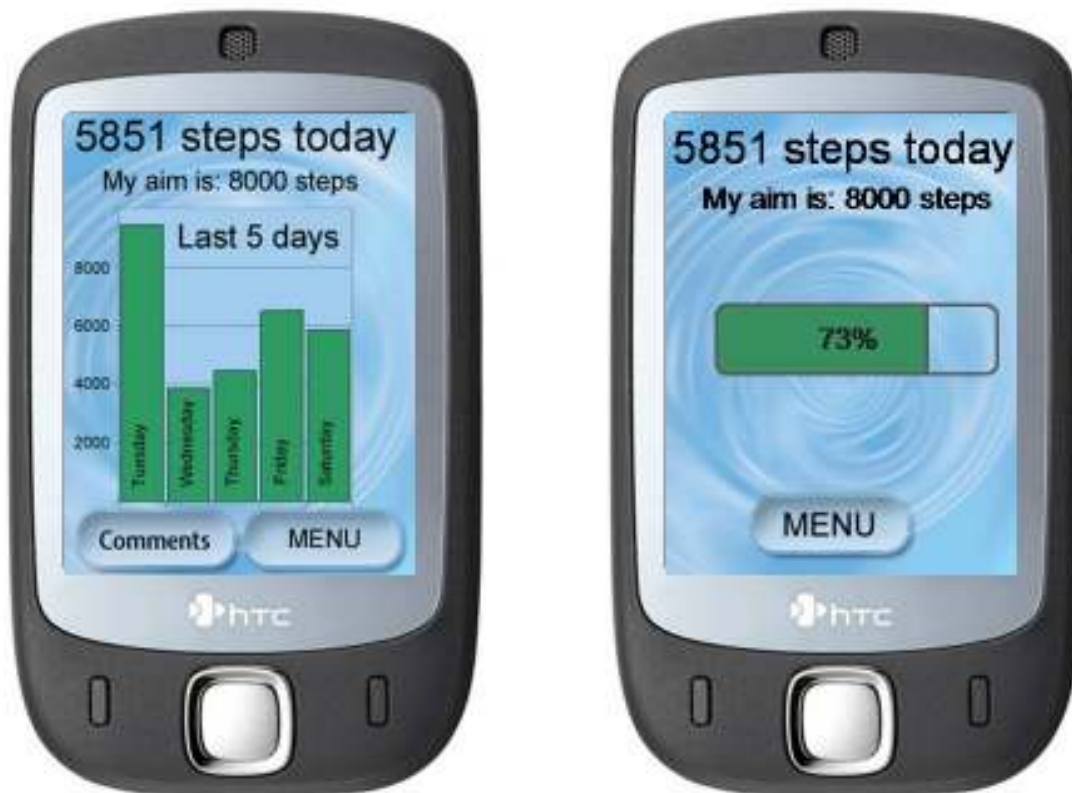 5851 steps today
My aim is: 8000 steps
Last 5 days
8000
6000
4000
2000
Tuesday
Wednesday
Thursday
Friday
Saturday
Comments
MENU
hTC
5851 steps today
My aim is: 8000 steps
73%
MENU
hTC